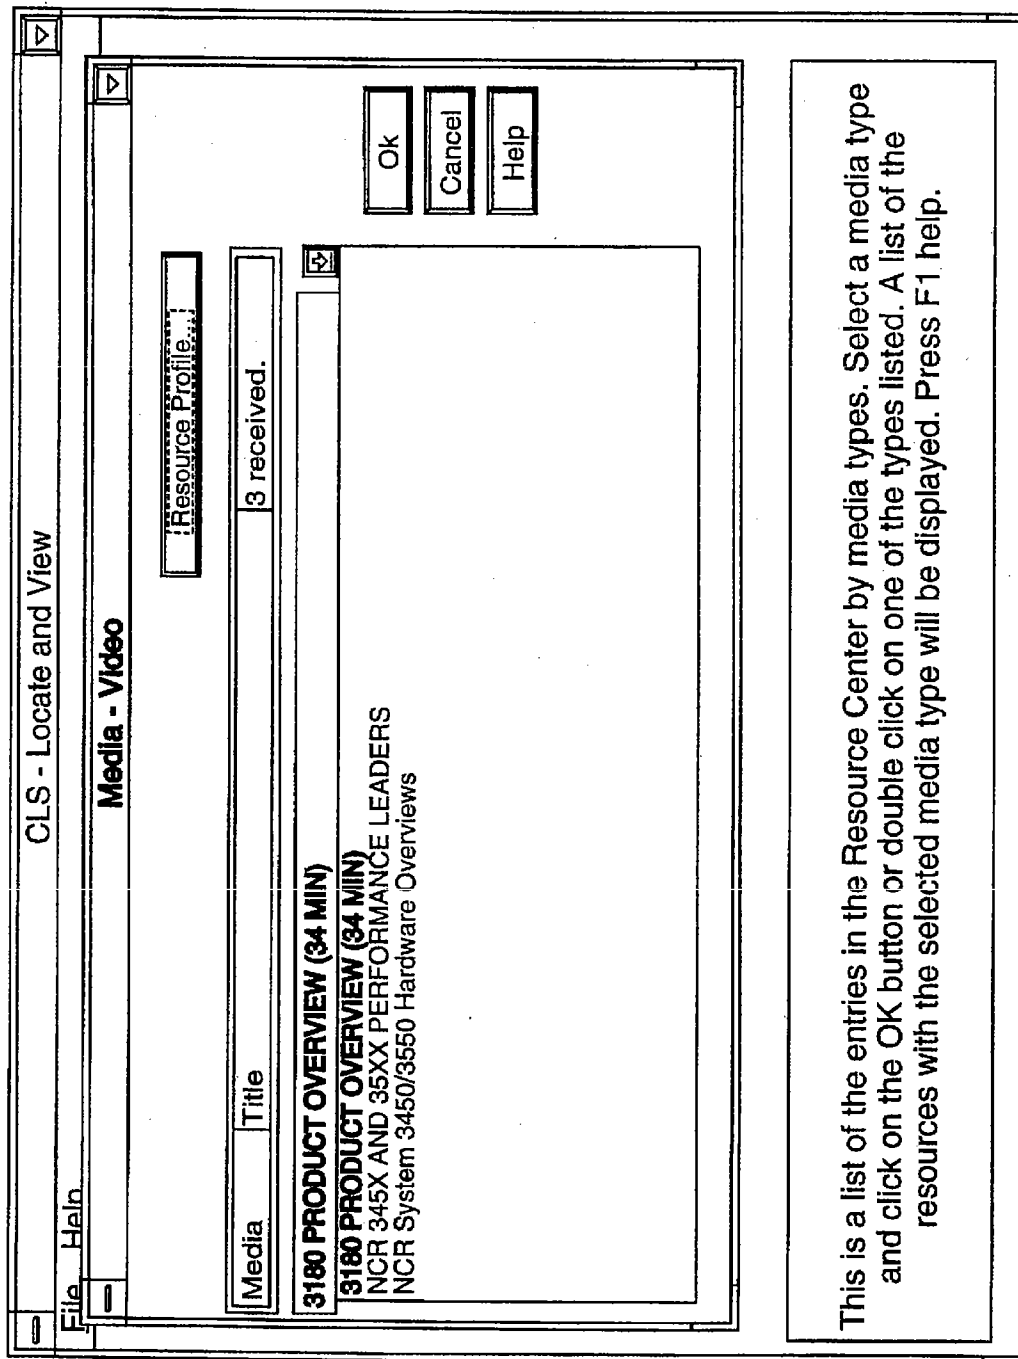 CLS - Locate and View
File Help
Media - Video
Resource Profile...
Media Title 3 received.
3180 PRODUCT OVERVIEW (34 MIN)
3180 PRODUCT OVERVIEW (34 MIN)
NCR 345X AND 35XX PERFORMANCE LEADERS
NCR System 3450/3550 Hardware Overviews
Ok
Cancel
Help
This is a list of the entries in the Resource Center by media types. Select a media type
and click on the OK button or double click on one of the types listed. A list of the
resources with the selected media type will be displayed. Press F1 help.